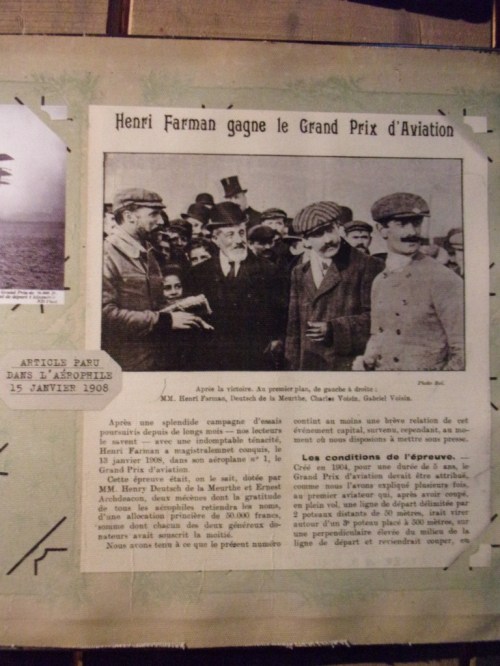 Henri Farman gagne le Grand Prix d'Aviation
Photo Rol.
Après la victoire. Au premier plan, de gauche à droite :
MM. Henri Farman, Deutsch de la Meurthe, Charles Voisin, Gabriel Voisin.
ARTICLE PARU
DANS L'AÉROPHILE
15 JANVIER 1908
Après une splendide campagne d'essais
poursuivis depuis de longs mois — nos lecteurs
le savent — avec une indomptable ténacité,
Henri Farman a magistralement conquis, le
13 janvier 1908, dans son aéroplane n° 1, le
Grand Prix d'aviation.
Cette épreuve était, on le sait, dotée par
MM. Henry Deutsch de la Meurthe et Ernest
Archdeacon, deux mécènes dont la gratitude
de tous les aérophiles retiendra les noms,
d'une allocation princière de 50.000 francs,
somme dont chacun des deux généreux do-
nateurs avait souscrit la moitié.
Nous avons tenu à ce que le présent numéro
contînt au moins une brève relation de cet
événement capital, survenu, cependant, au mo-
ment où nous disposions à mettre sous presse.
Les conditions de l'épreuve. —
Créé en 1904, pour une durée de 5 ans, le
Grand Prix d'aviation devait être attribué,
comme nous l'avons expliqué plusieurs fois,
au premier aviateur qui, après avoir coupé,
en plein vol, une ligne de départ délimitée par
2 poteaux distants de 50 mètres, irait virer
autour d'un 3e poteau placé à 500 mètres, sur
une perpendiculaire élevée du milieu de la
ligne de départ et reviendrait couper, en